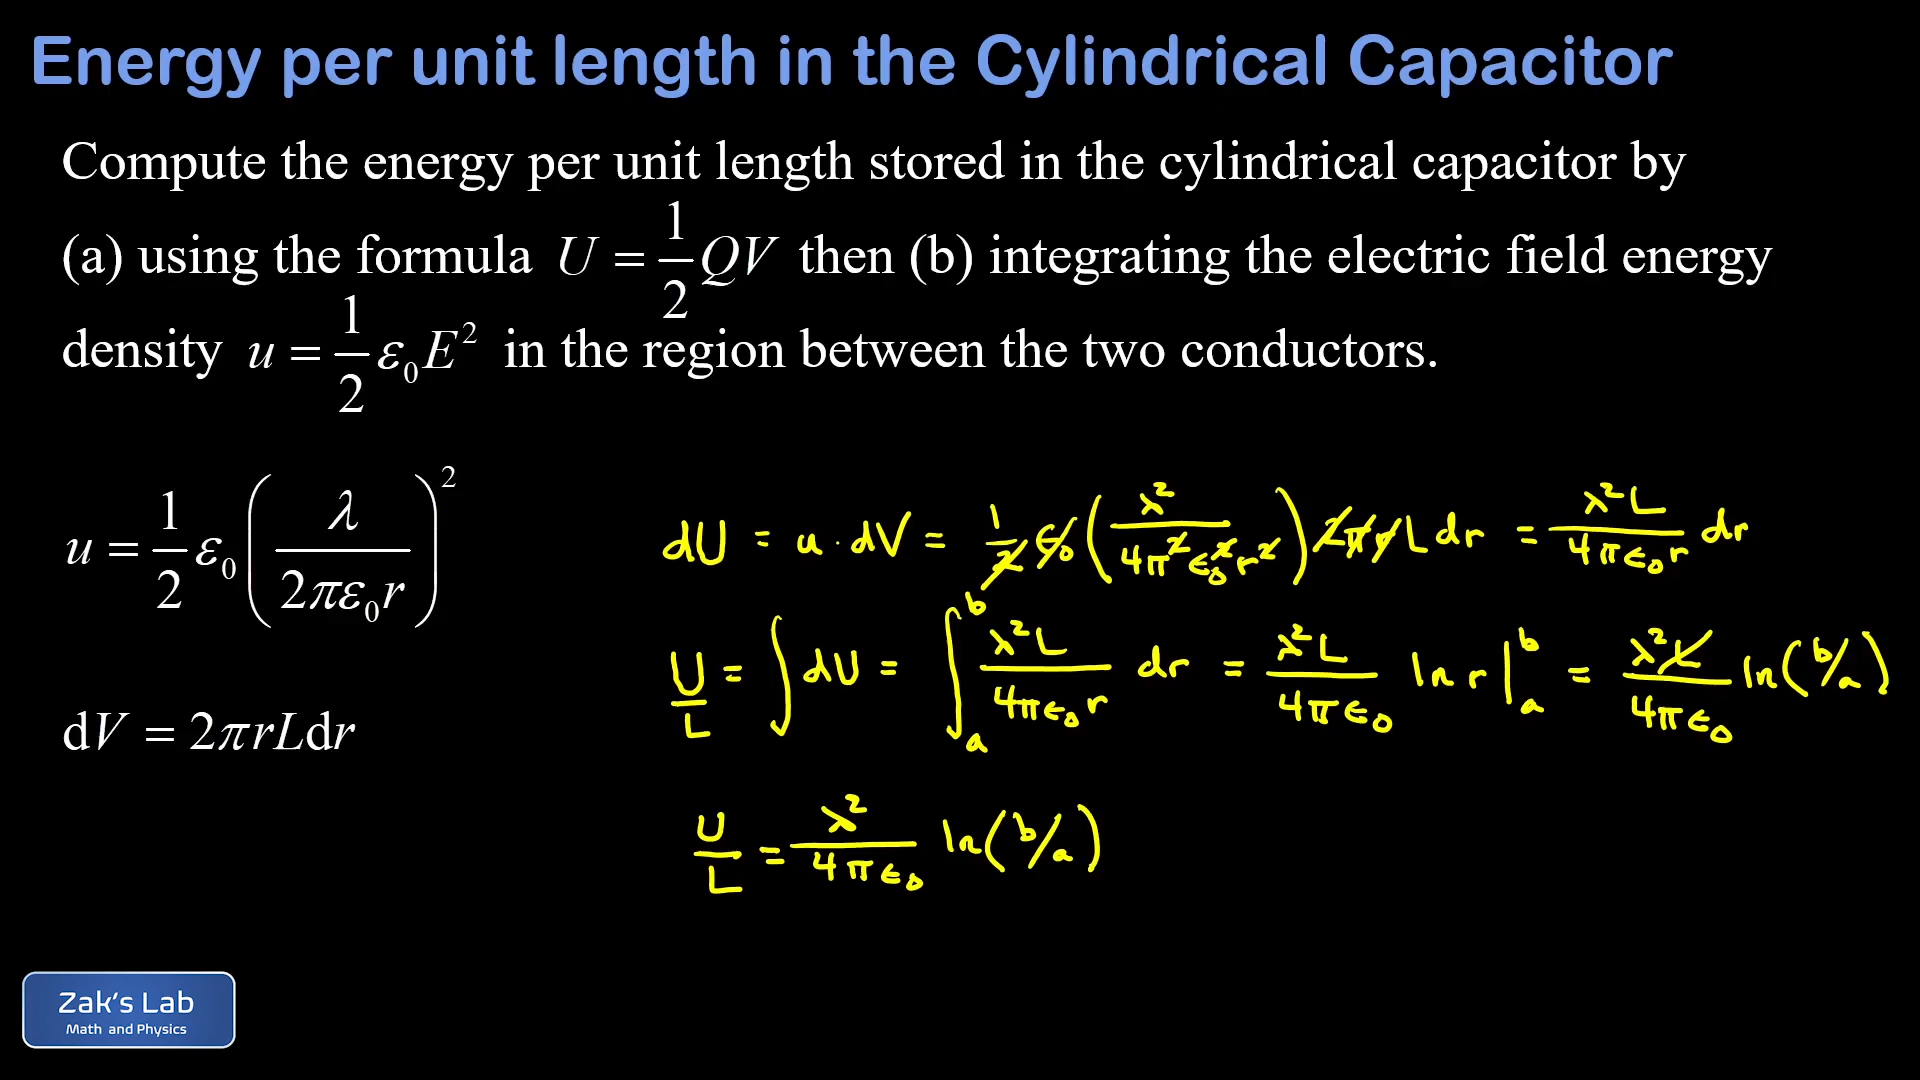 Energy per unit length in the Cylindrical Capacitor
Compute the energy per unit length stored in the cylindrical capacitor by
(a) using the formula U = 1/2 QV then (b) integrating the electric field energy
density u = 1/2 ε₀E² in the region between the two conductors.
u = 1/2 ε₀ (λ / 2πε₀r)²
dV = 2πrLdr
dU = u · dV = 1/2 ε₀ (λ² / 4π²ε₀²r²) 2πr L dr = λ²L / 4πε₀r dr
U/L = ∫ dU = ∫ₐᵇ λ²L / 4πε₀r dr = λ²L / 4πε₀ ln r |ₐᵇ = λ²L / 4πε₀ ln(b/a)
U/L = λ² / 4πε₀ ln(b/a)
Zak's Lab
Math and Physics